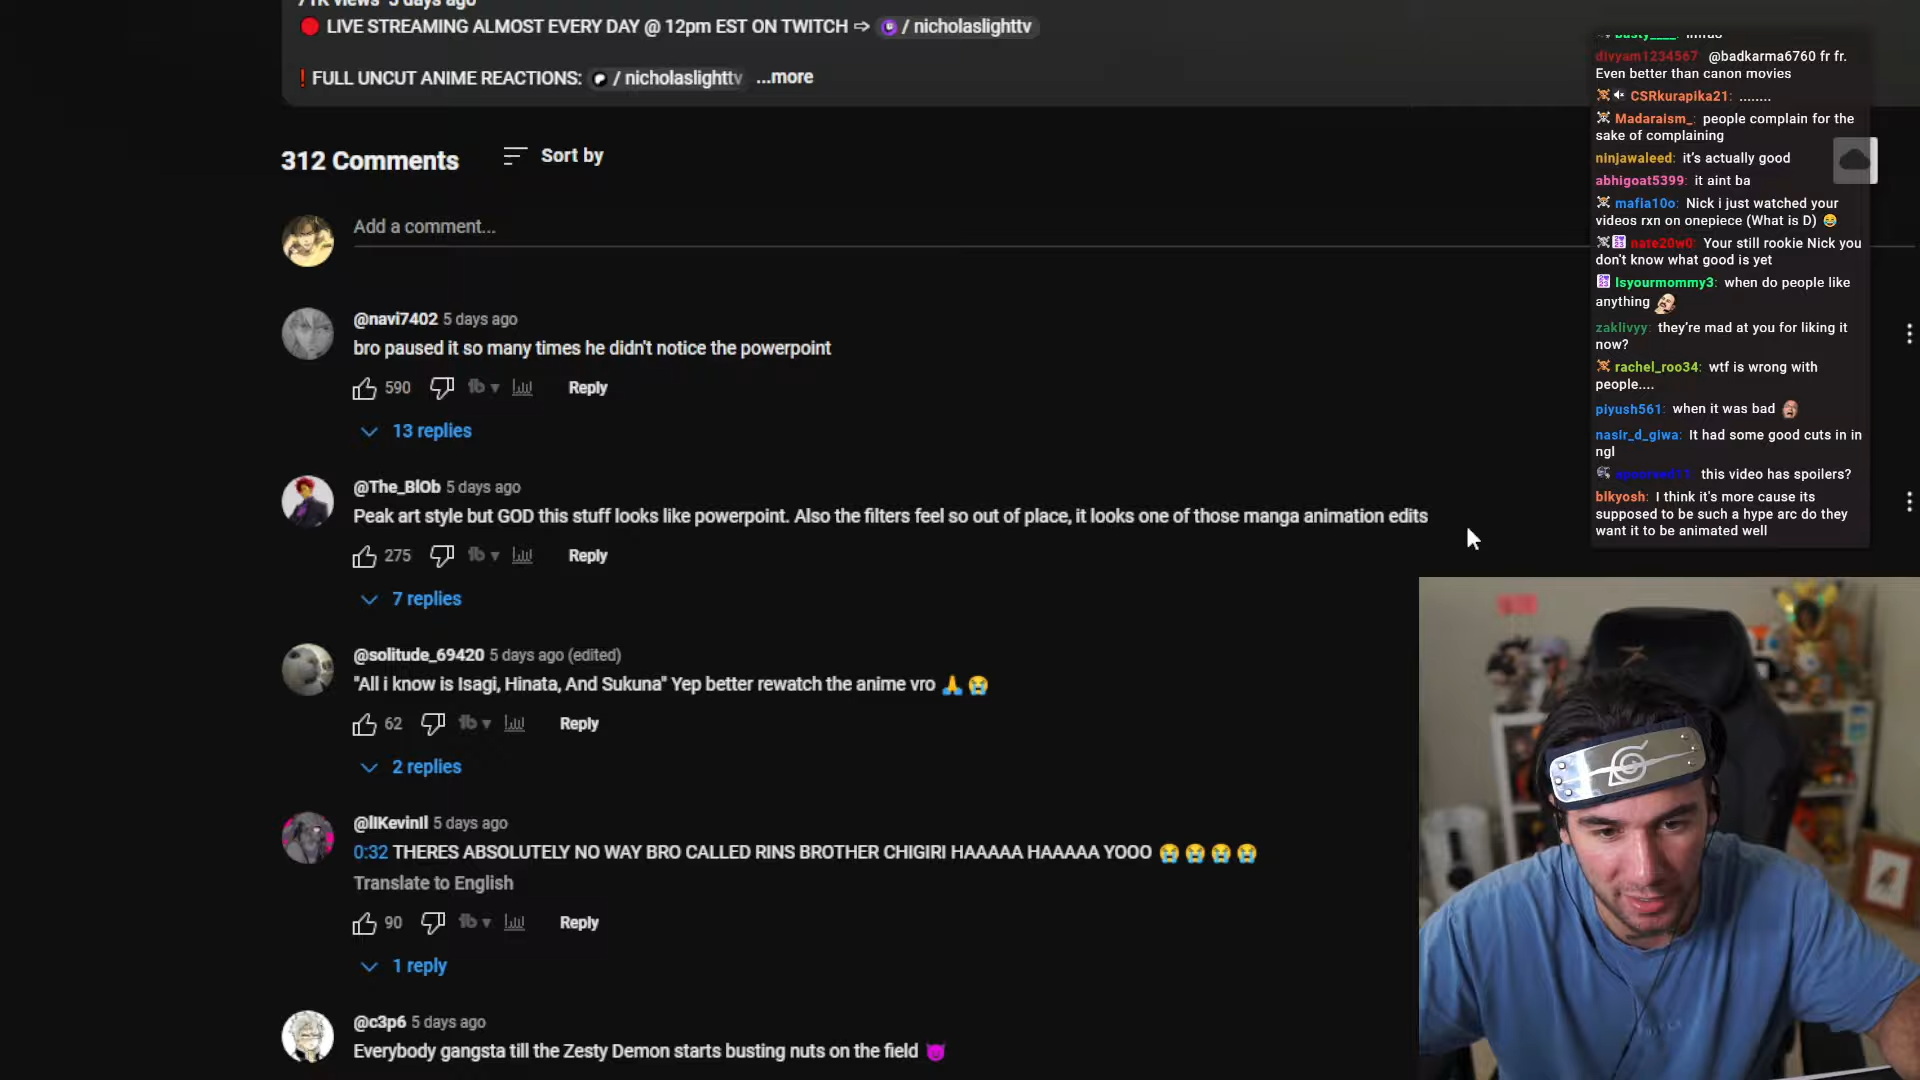 71K views 5 days ago
LIVE STREAMING ALMOST EVERY DAY @ 12pm EST ON TWITCH ⇨ / nicholaslighttv
❗FULL UNCUT ANIME REACTIONS: / nicholaslighttv ...more
312 Comments
Sort by
Add a comment...
@navi7402 5 days ago
bro paused it so many times he didn't notice the powerpoint
590
Reply
13 replies
@The_BlOb 5 days ago
Peak art style but GOD this stuff looks like powerpoint. Also the filters feel so out of place, it looks one of those manga animation edits
275
Reply
7 replies
@solitude_69420 5 days ago (edited)
"All i know is Isagi, Hinata, And Sukuna" Yep better rewatch the anime vro 🙏 😭
62
Reply
2 replies
@lIKevinIl 5 days ago
0:32 THERES ABSOLUTELY NO WAY BRO CALLED RINS BROTHER CHIGIRI HAAAAA HAAAAA YOOO 😭 😭 😭 😭
Translate to English
90
Reply
1 reply
@c3p6 5 days ago
Everybody gangsta till the Zesty Demon starts busting nuts on the field 😈
busty____: lmfao
divyam1234567 @badkarma6760 fr fr.
Even better than canon movies
CSRkurapika21: ........
Madaraism_: people complain for the
sake of complaining
ninjawaleed: it's actually good
abhigoat5399: it aint ba
mafia10o: Nick i just watched your
videos rxn on onepiece (What is D) 😂
nate20w0: Your still rookie Nick you
don't know what good is yet
Isyourmommy3: when do people like
anything
zaklivyy: they're mad at you for liking it
now?
rachel_roo34: wtf is wrong with
people....
piyush561: when it was bad
nasir_d_giwa: It had some good cuts in in
ngl
this video has spoilers?
blkyosh: I think it's more cause its
supposed to be such a hype arc do they
want it to be animated well